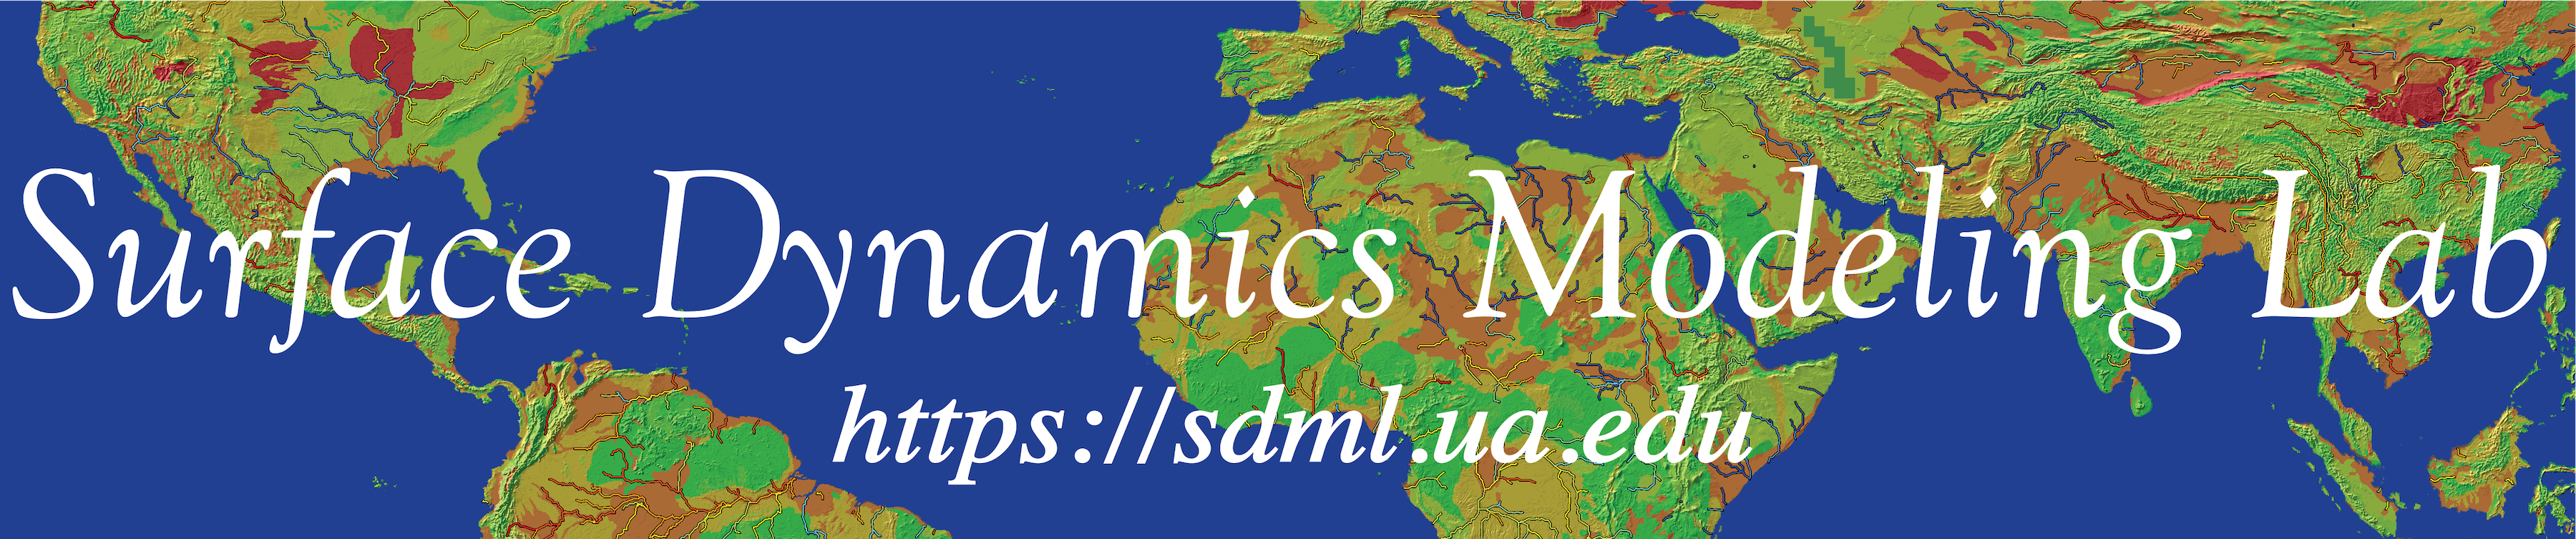 Surface Dynamics Modeling Lab
https://sdml.ua.edu